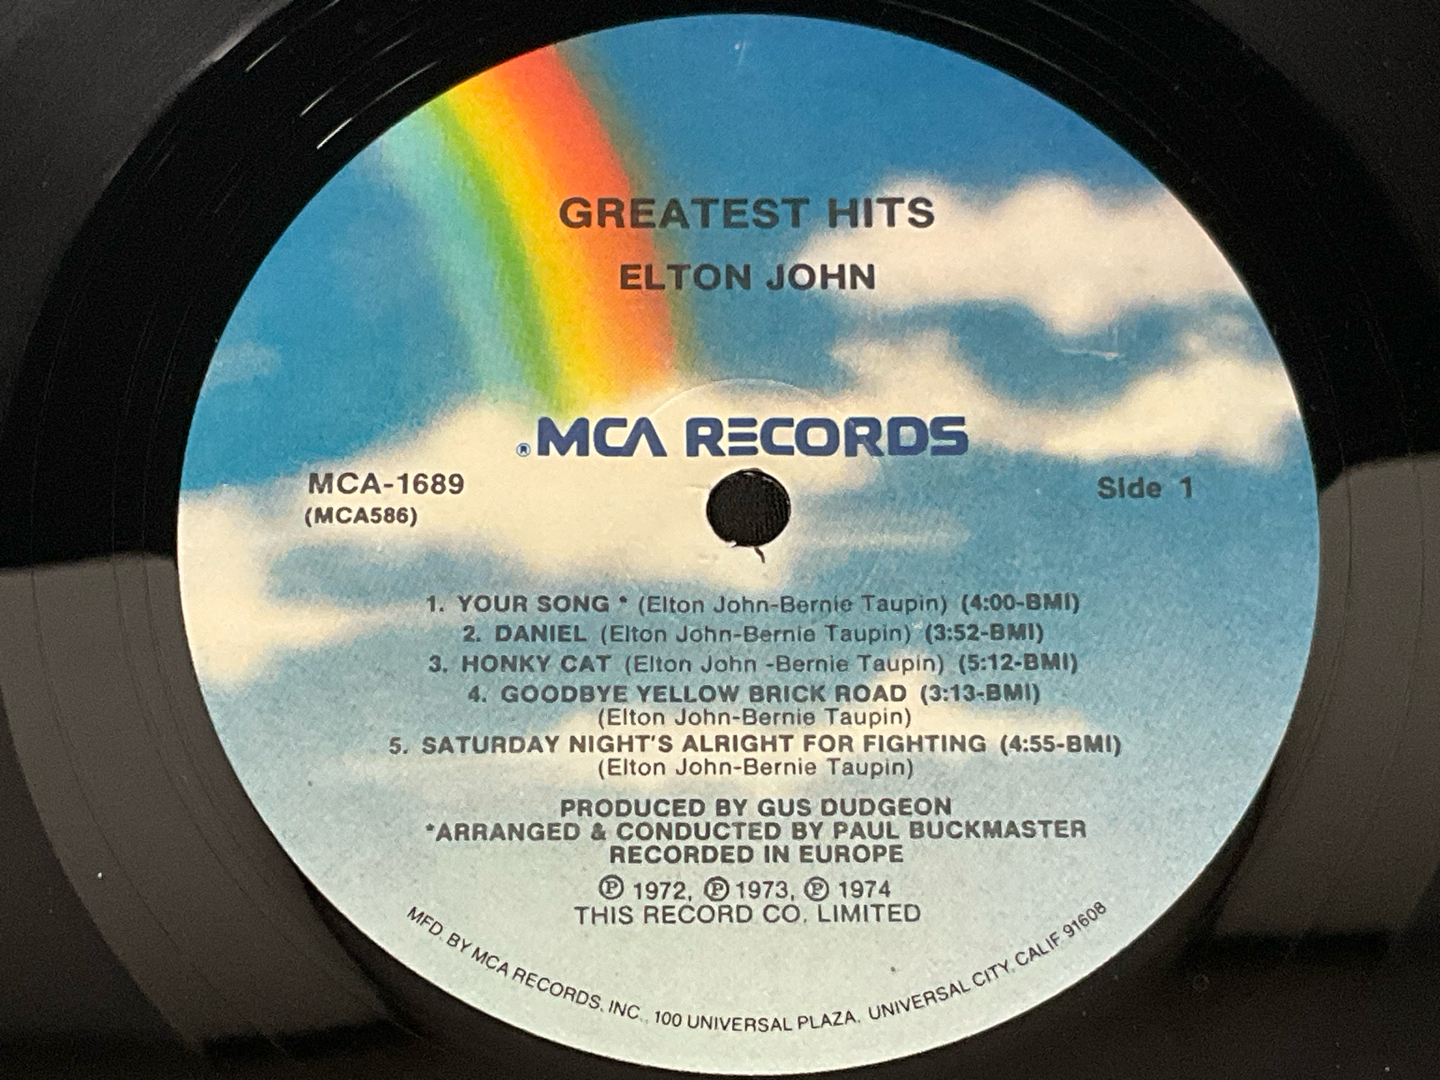 GREATEST HITS
ELTON JOHN
®MCA RECORDS
MCA-1689
(MCA586)
Side 1
1. YOUR SONG * (Elton John-Bernie Taupin) (4:00-BMI)
2. DANIEL (Elton John-Bernie Taupin) (3:52-BMI)
3. HONKY CAT (Elton John -Bernie Taupin) (5:12-BMI)
4. GOODBYE YELLOW BRICK ROAD (3:13-BMI)
(Elton John-Bernie Taupin)
5. SATURDAY NIGHT'S ALRIGHT FOR FIGHTING (4:55-BMI)
(Elton John-Bernie Taupin)
PRODUCED BY GUS DUDGEON
*ARRANGED & CONDUCTED BY PAUL BUCKMASTER
RECORDED IN EUROPE
℗ 1972, ℗ 1973, ℗ 1974
THIS RECORD CO. LIMITED
MFD. BY MCA RECORDS, INC., 100 UNIVERSAL PLAZA, UNIVERSAL CITY, CALIF 91608